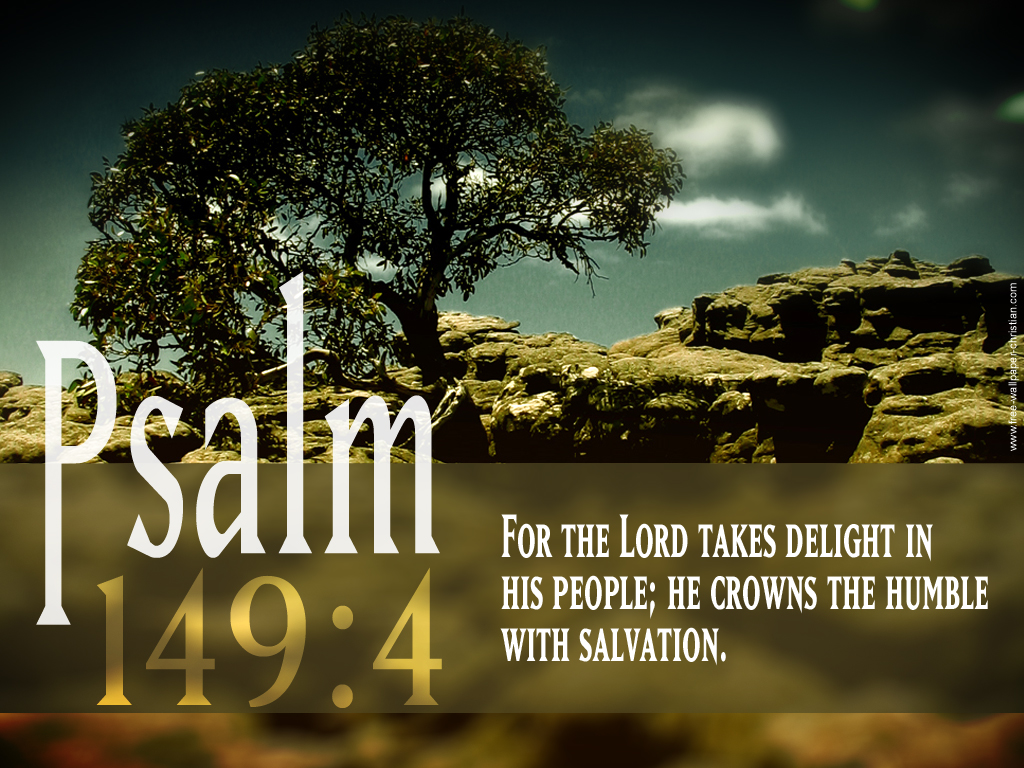 Psalm
149:4
For the Lord takes delight in
his people; he crowns the humble
with salvation.
www.free-wallpaper-christian.com